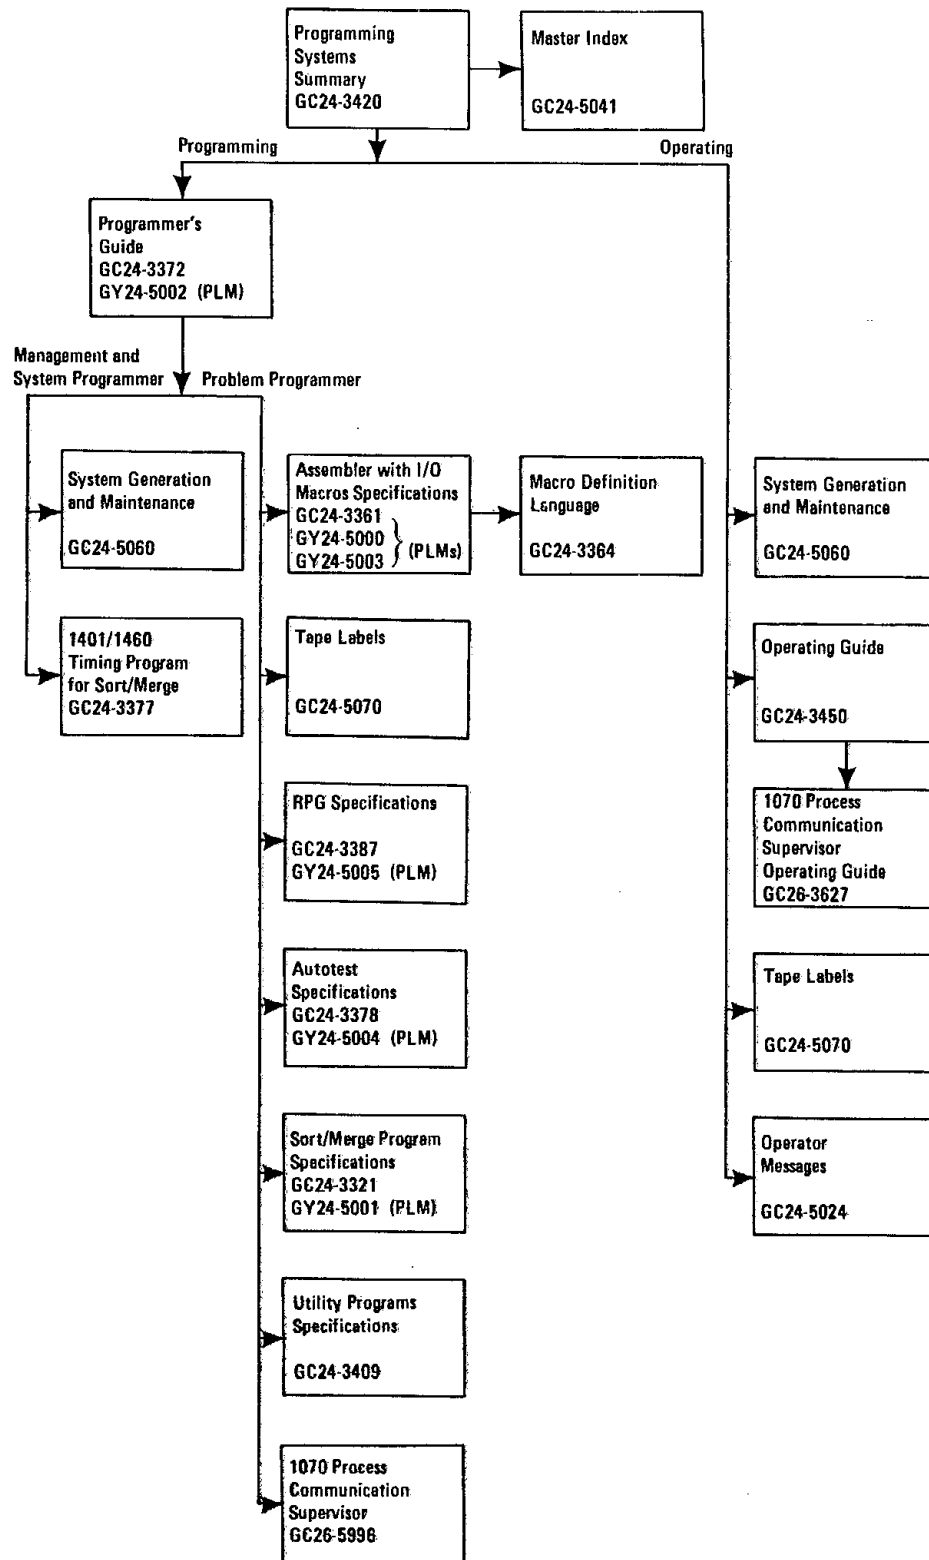 Programming
Systems
Summary
GC24-3420
Master Index
GC24-5041
Programming
Operating
Programmer's
Guide
GC24-3372
GY24-5002 (PLM)
Management and
System Programmer
Problem Programmer
System Generation
and Maintenance
GC24-5060
1401/1460
Timing Program
for Sort/Merge
GC24-3377
Assembler with I/O
Macros Specifications
GC24-3361
GY24-5000
GY24-5003
(PLMs)
Macro Definition
Language
GC24-3364
Tape Labels
GC24-5070
RPG Specifications
GC24-3387
GY24-5005 (PLM)
Autotest
Specifications
GC24-3378
GY24-5004 (PLM)
Sort/Merge Program
Specifications
GC24-3321
GY24-5001 (PLM)
Utility Programs
Specifications
GC24-3409
1070 Process
Communication
Supervisor
GC26-5996
System Generation
and Maintenance
GC24-5060
Operating Guide
GC24-3450
1070 Process
Communication
Supervisor
Operating Guide
GC26-3627
Tape Labels
GC24-5070
Operator
Messages
GC24-5024